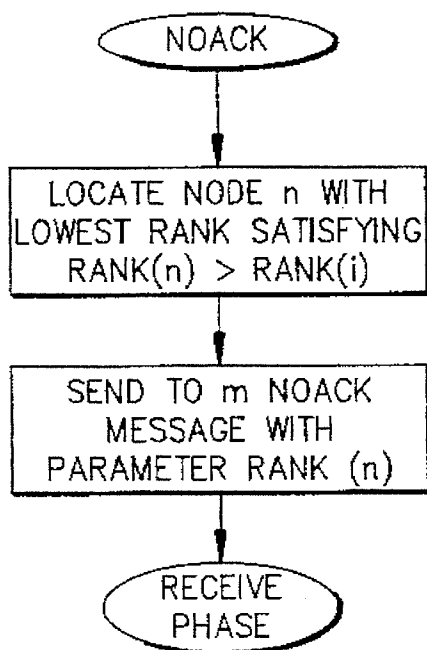 NOACK
LOCATE NODE n WITH
LOWEST RANK SATISFYING
RANK(n) > RANK(i)
SEND TO m NOACK
MESSAGE WITH
PARAMETER RANK (n)
RECEIVE
PHASE